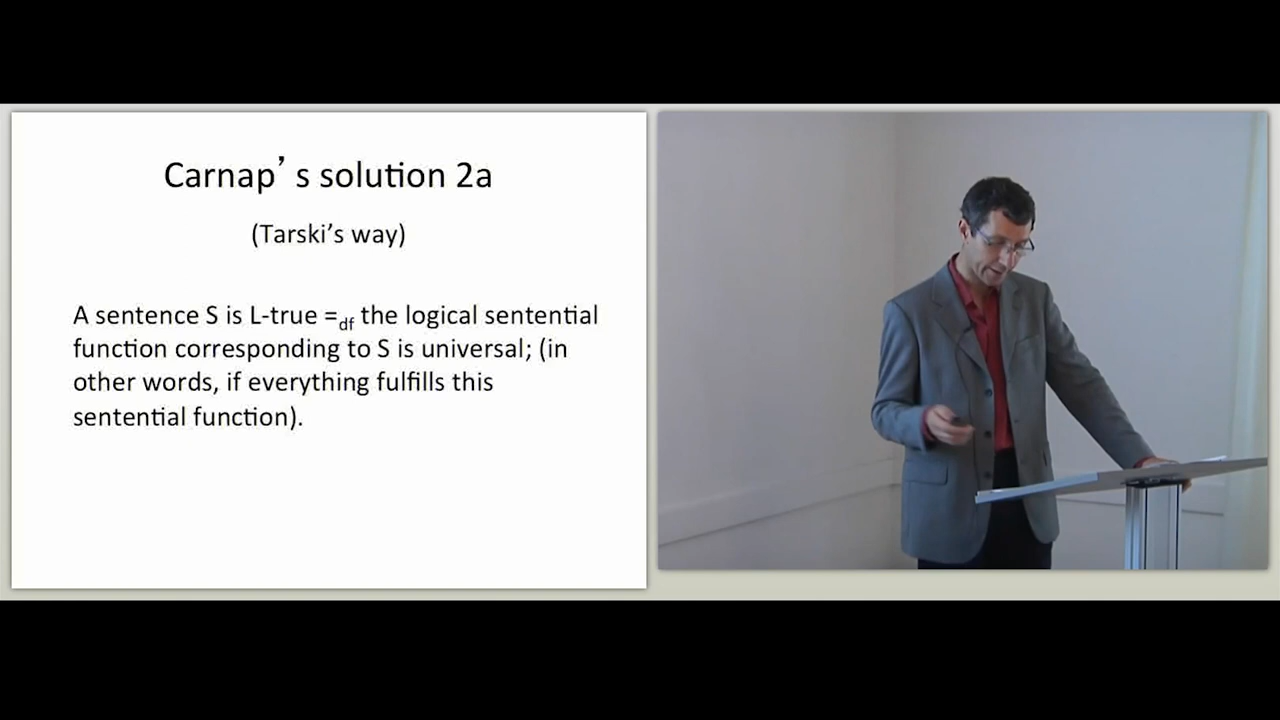 Carnap’ s solution 2a
(Tarski’s way)
A sentence S is L-true =df the logical sentential
function corresponding to S is universal; (in
other words, if everything fulfills this
sentential function).